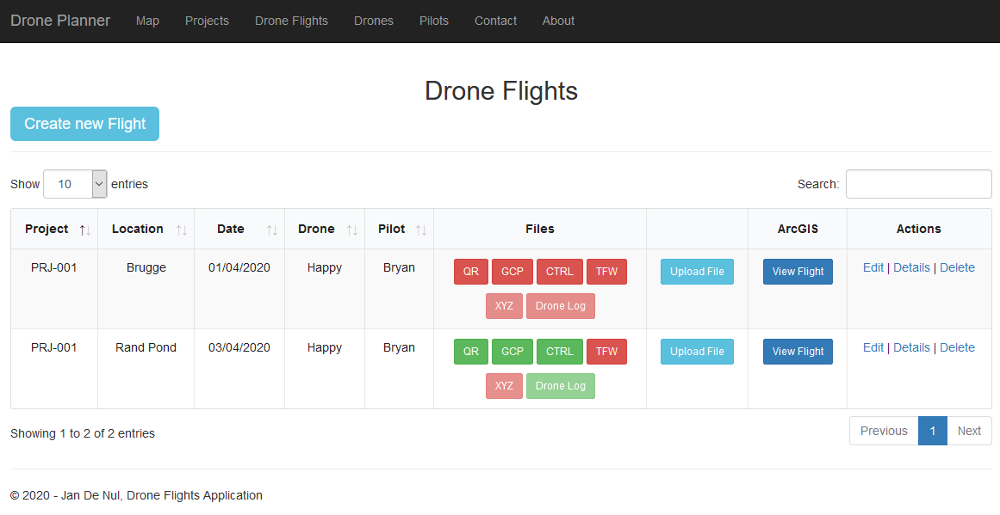 Drone Planner Map Projects Drone Flights Drones Pilots Contact About
Drone Flights
Create new Flight
Show 10 entries Search:
Project Location Date Drone Pilot Files ArcGIS Actions
PRJ-001 Brugge 01/04/2020 Happy Bryan QR GCP CTRL TFW Upload File View Flight Edit | Details | Delete
XYZ Drone Log
PRJ-001 Rand Pond 03/04/2020 Happy Bryan QR GCP CTRL TFW Upload File View Flight Edit | Details | Delete
XYZ Drone Log
Showing 1 to 2 of 2 entries Previous 1 Next
© 2020 - Jan De Nul, Drone Flights Application